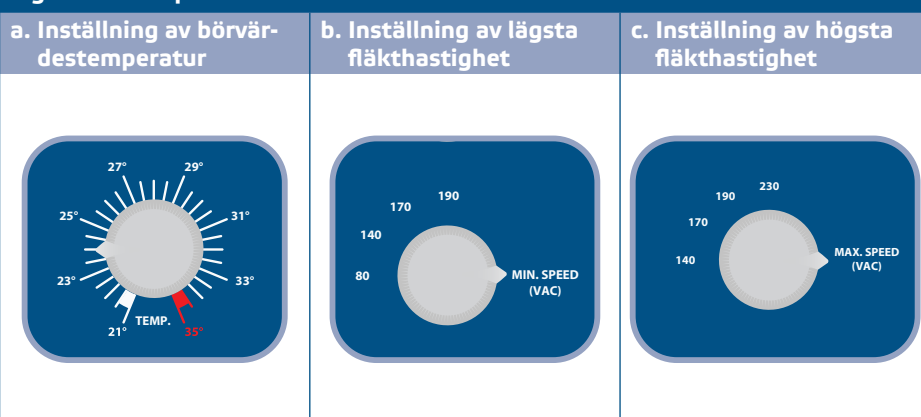 a. Inställning av börvär-
destemperatur
b. Inställning av lägsta
fläkthastighet
c. Inställning av högsta
fläkthastighet
27°
29°
25°
31°
23°
33°
21°
TEMP.
35°
190
170
140
80
MIN. SPEED
(VAC)
230
190
170
140
MAX. SPEED
(VAC)